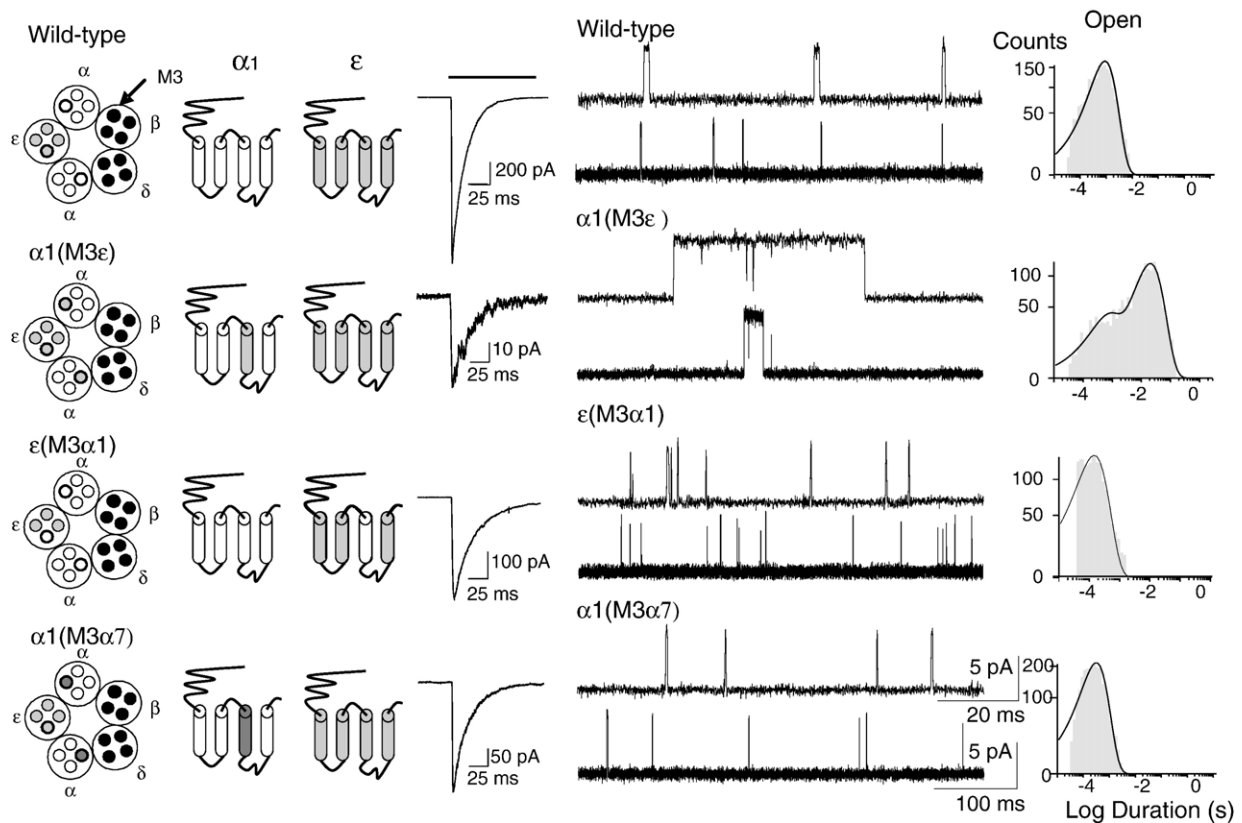 Wild-type
α
M3
ε
β
α
δ
α1
ε
200 pA
25 ms
Wild-type
Counts
Open
150
50
0
-4
-2
0
α1(M3ε)
α
ε
β
α
δ
10 pA
25 ms
α1(M3ε )
100
50
0
-4
-2
0
ε(M3α1)
α
ε
β
α
δ
100 pA
25 ms
ε(M3α1)
100
50
0
-4
-2
0
α1(M3α7)
α
ε
β
α
δ
50 pA
25 ms
α1(M3α7)
5 pA
20 ms
5 pA
100 ms
200
100
0
-4
-2
0
Log Duration (s)